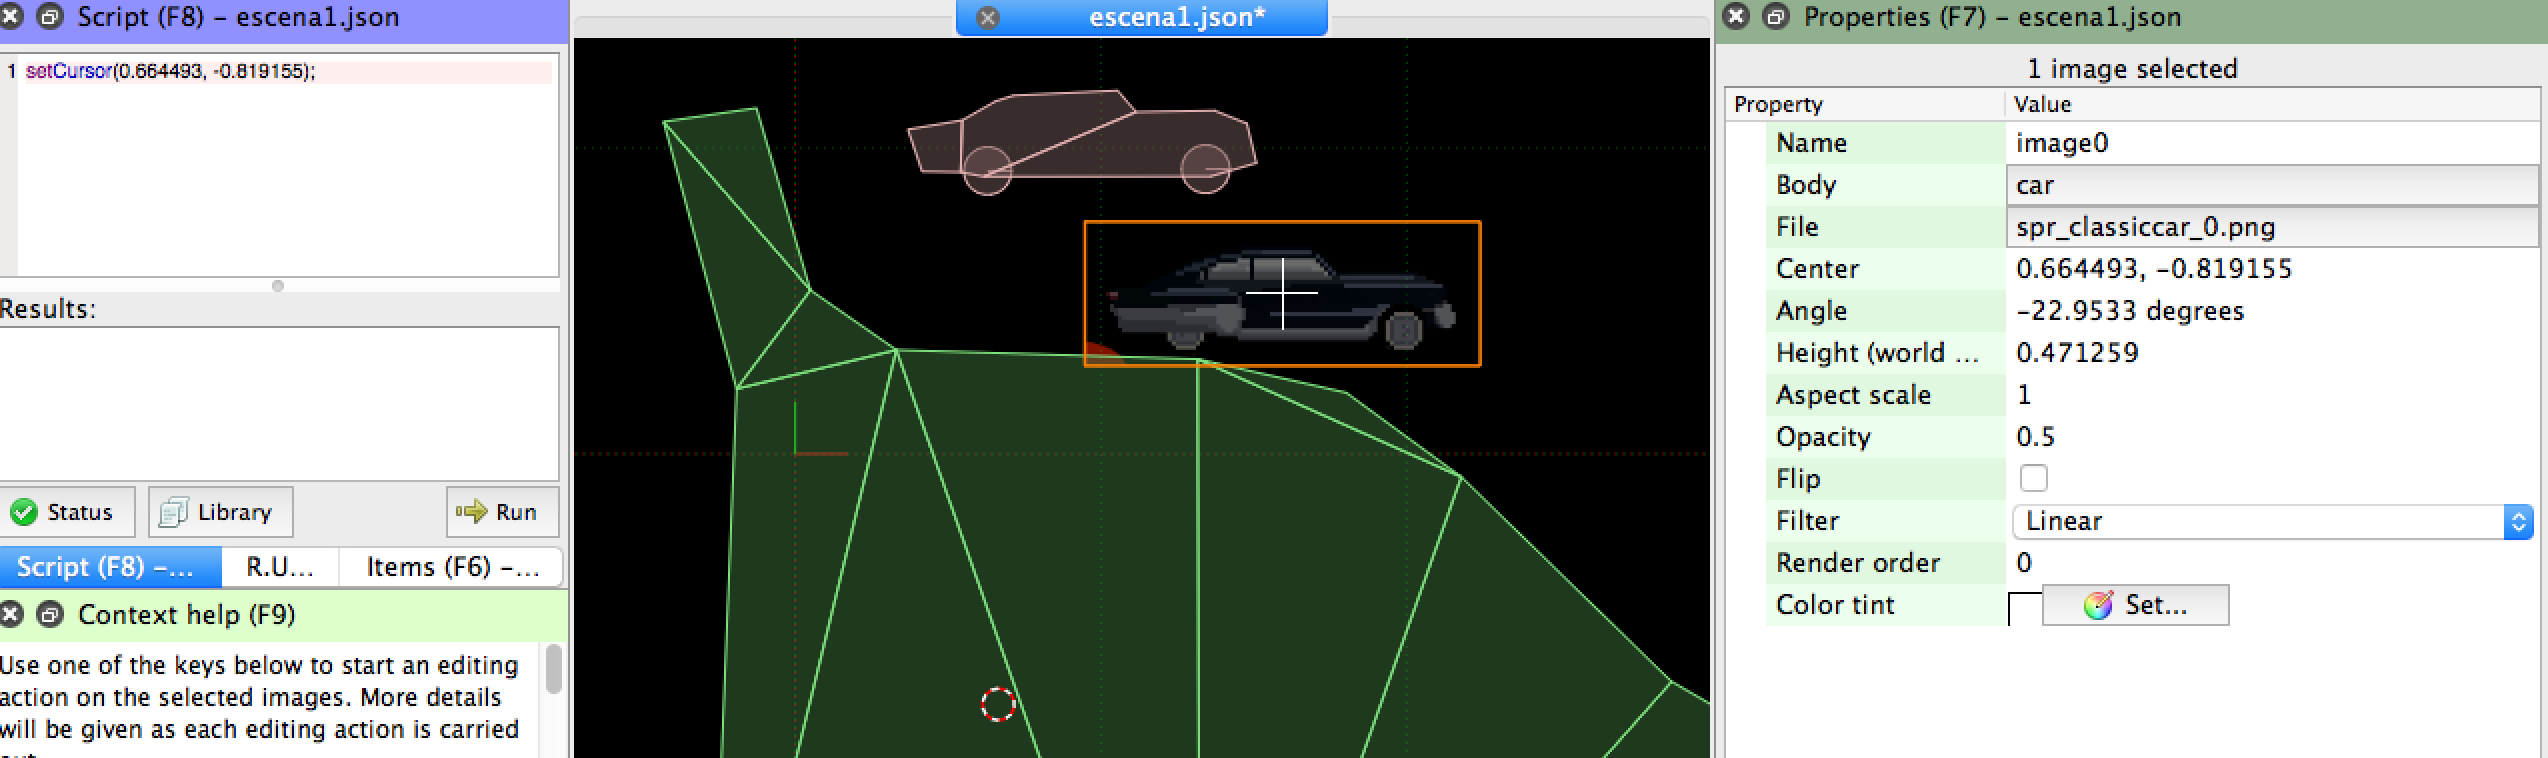 Script (F8) – escena1.json
1 setCursor(0.664493, -0.819155);
Results:
Status
Library
Run
Script (F8) –...
R.U...
Items (F6) –...
Context help (F9)
Use one of the keys below to start an editing
action on the selected images. More details
will be given as each editing action is carried
escena1.json*
Properties (F7) – escena1.json
1 image selected
Property Value
Name image0
Body car
File spr_classiccar_0.png
Center 0.664493, −0.819155
Angle −22.9533 degrees
Height (world ... 0.471259
Aspect scale 1
Opacity 0.5
Flip
Filter Linear
Render order 0
Color tint Set...